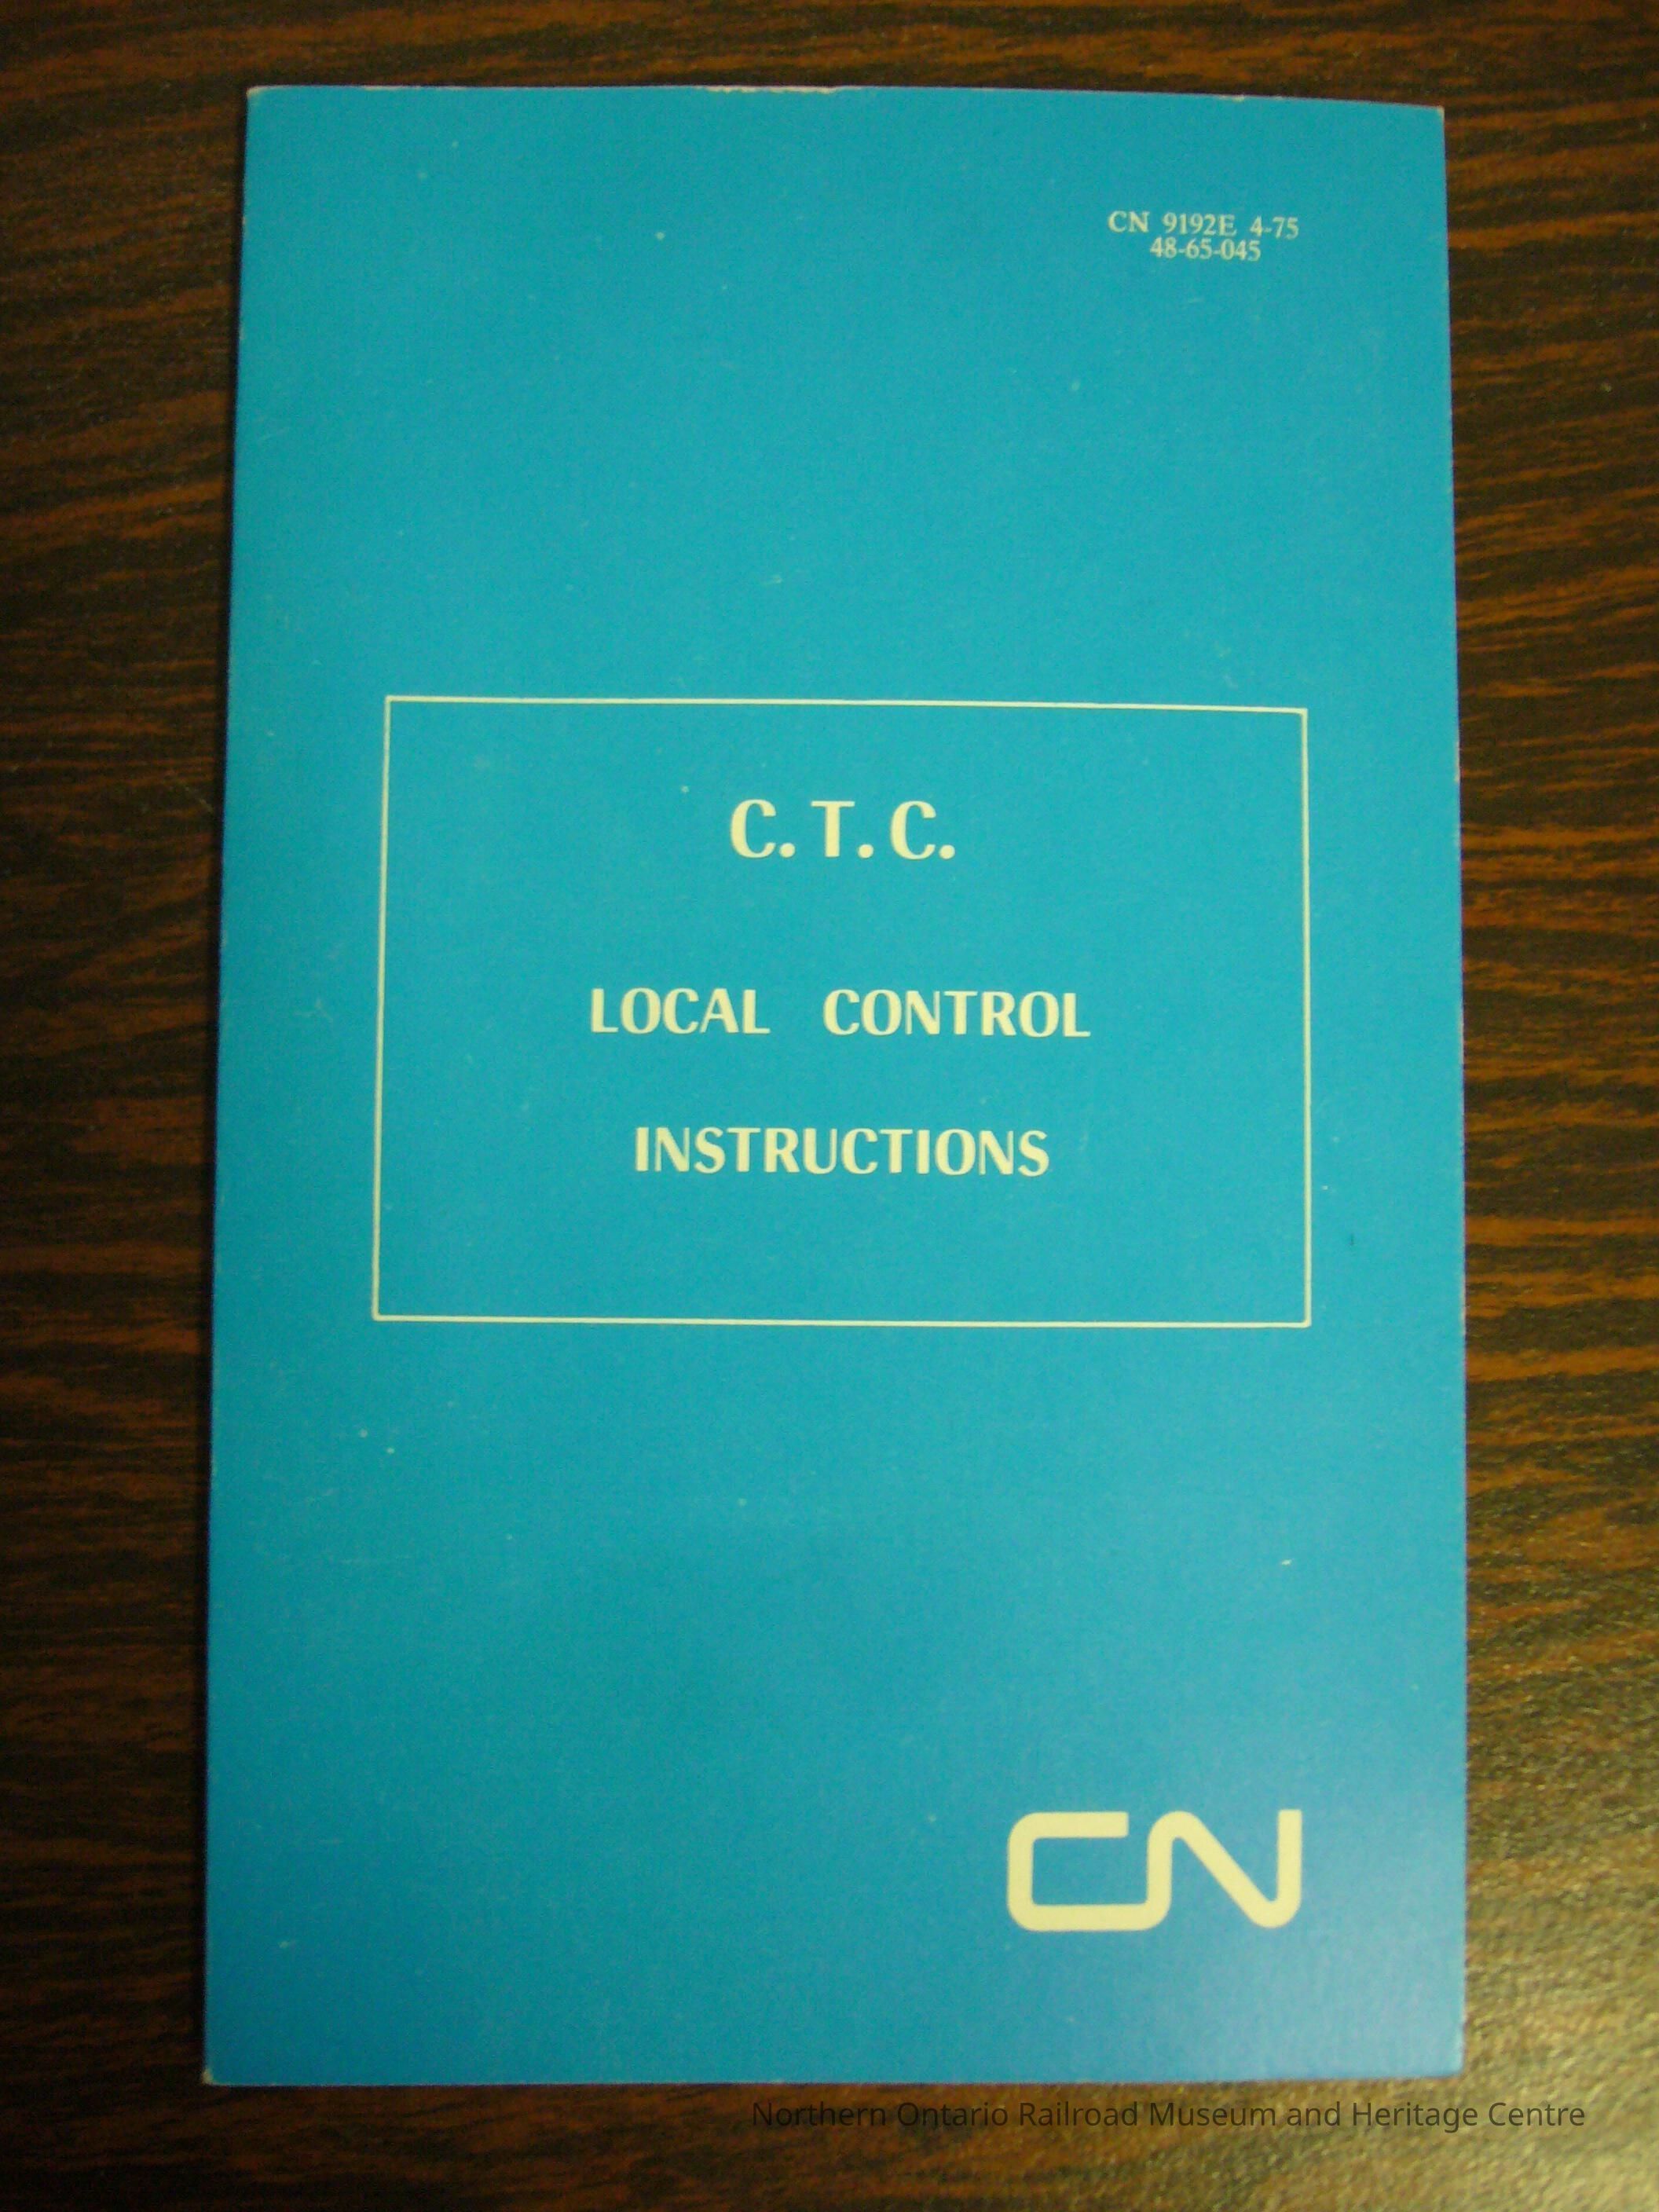 CN 9192E 4-75
48-65-045
C.T.C.
LOCAL CONTROL
INSTRUCTIONS
CN
Northern Ontario Railroad Museum and Heritage Centre